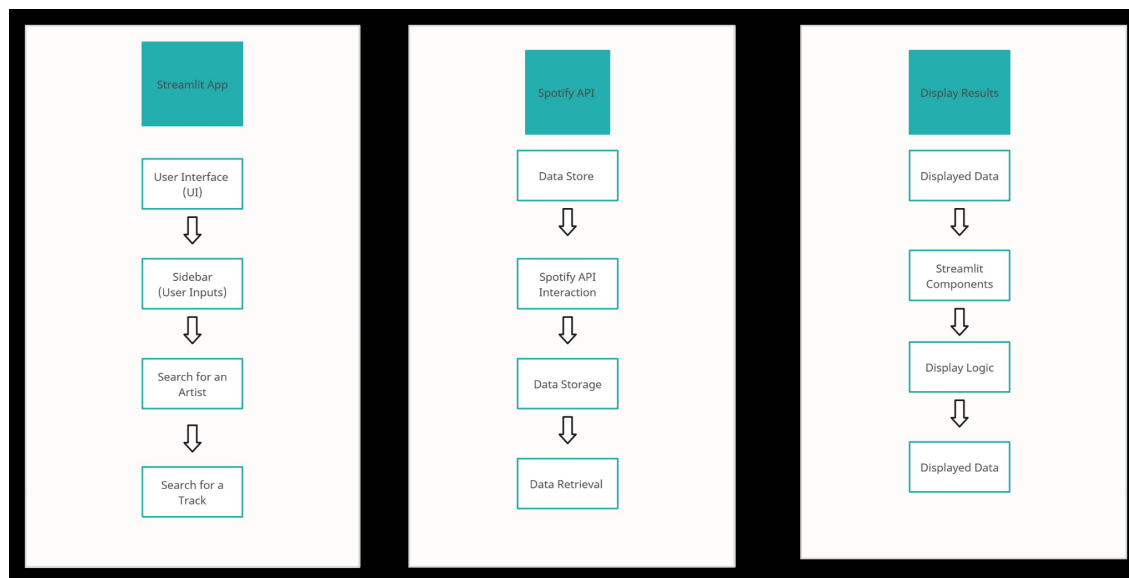 Streamlit App
User Interface
(UI)
Sidebar
(User Inputs)
Search for an
Artist
Search for a
Track
Spotify API
Data Store
Spotify API
Interaction
Data Storage
Data Retrieval
Display Results
Displayed Data
Streamlit
Components
Display Logic
Displayed Data